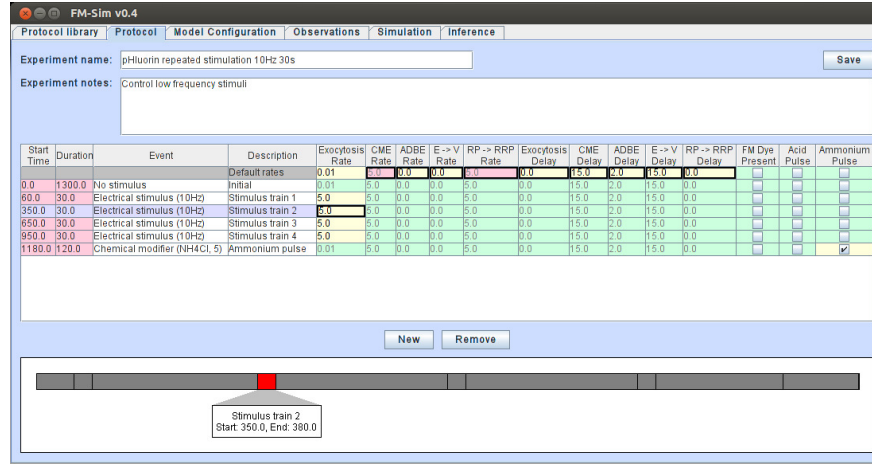 FM-Sim v0.4
Protocol library Protocol Model Configuration Observations Simulation Inference
Experiment name: pHluorin repeated stimulation 10Hz 30s Save
Experiment notes: Control low frequency stimuli
Start Time Duration Event Description Exocytosis Rate CME Rate ADBE Rate E -> V Rate RP -> RRP Rate Exocytosis Delay CME Delay ADBE Delay E -> V Delay RP -> RRP Delay FM Dye Present Acid Pulse Ammonium Pulse
Default rates 0.01 5.0 0.0 0.0 5.0 0.0 15.0 2.0 15.0 0.0
0.0 1300.0 No stimulus Initial 0.01 5.0 0.0 0.0 5.0 0.0 15.0 2.0 15.0 0.0
60.0 30.0 Electrical stimulus (10Hz) Stimulus train 1 5.0 5.0 0.0 0.0 5.0 0.0 15.0 2.0 15.0 0.0
350.0 30.0 Electrical stimulus (10Hz) Stimulus train 2 5.0 5.0 0.0 0.0 5.0 0.0 15.0 2.0 15.0 0.0
650.0 30.0 Electrical stimulus (10Hz) Stimulus train 3 5.0 5.0 0.0 0.0 5.0 0.0 15.0 2.0 15.0 0.0
950.0 30.0 Electrical stimulus (10Hz) Stimulus train 4 5.0 5.0 0.0 0.0 5.0 0.0 15.0 2.0 15.0 0.0
1180.0 120.0 Chemical modifier (NH4Cl, 5) Ammonium pulse 0.01 5.0 0.0 0.0 5.0 0.0 15.0 2.0 15.0 0.0
New Remove
Stimulus train 2
Start: 350.0, End: 380.0